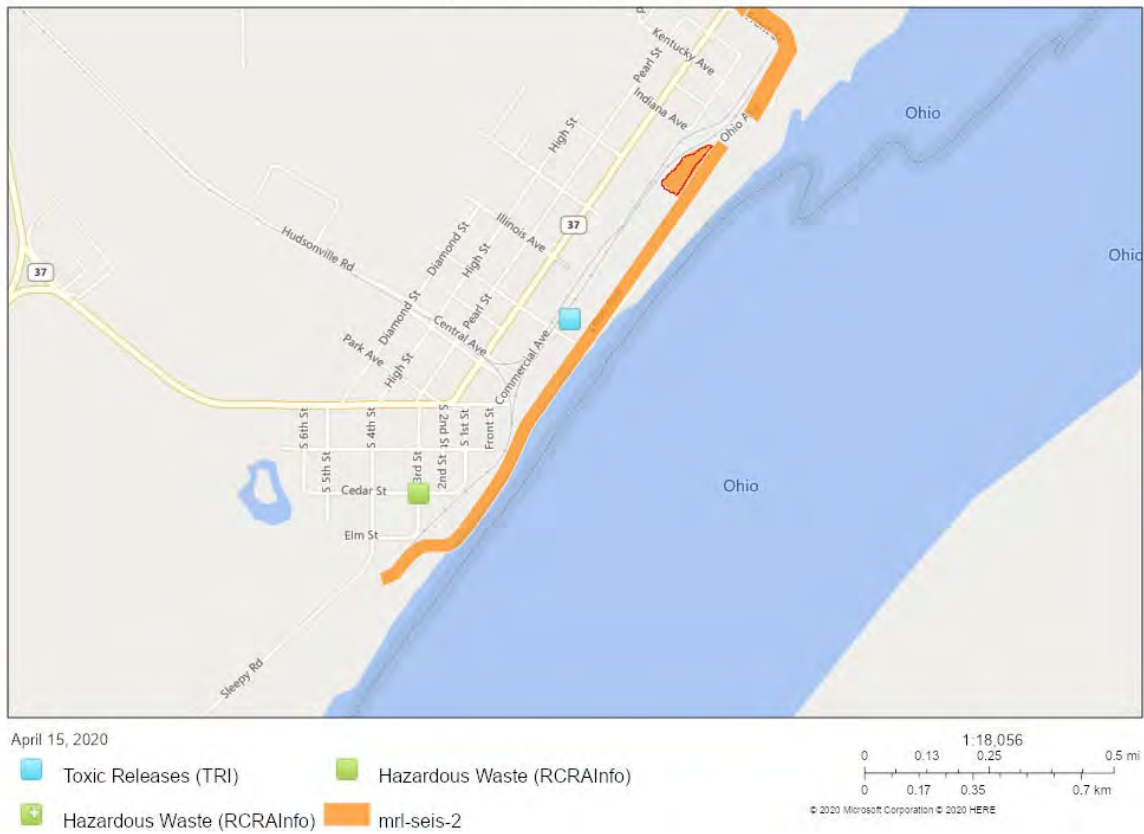 Kentucky Ave
Pearl St
Indiana Ave
Ohio
Ohio
High St
37
Illinois Ave
Diamond St
Hudsonville Rd
High St
Ohio
37
Pearl St
Diamond St
Central Ave
Park Ave
High St
Commercial Ave
S 6th St
S 5th St
S 4th St
3rd St
S 2nd St
2nd St
S 1st St
Front St
Cedar St
Ohio
Elm St
Sleepy Rd
April 15, 2020
1:18,056
0 0.13 0.25 0.5 mi
0 0.17 0.35 0.7 km
Toxic Releases (TRI)
Hazardous Waste (RCRAInfo)
Hazardous Waste (RCRAInfo)
mrl-seis-2
© 2020 Microsoft Corporation © 2020 HERE